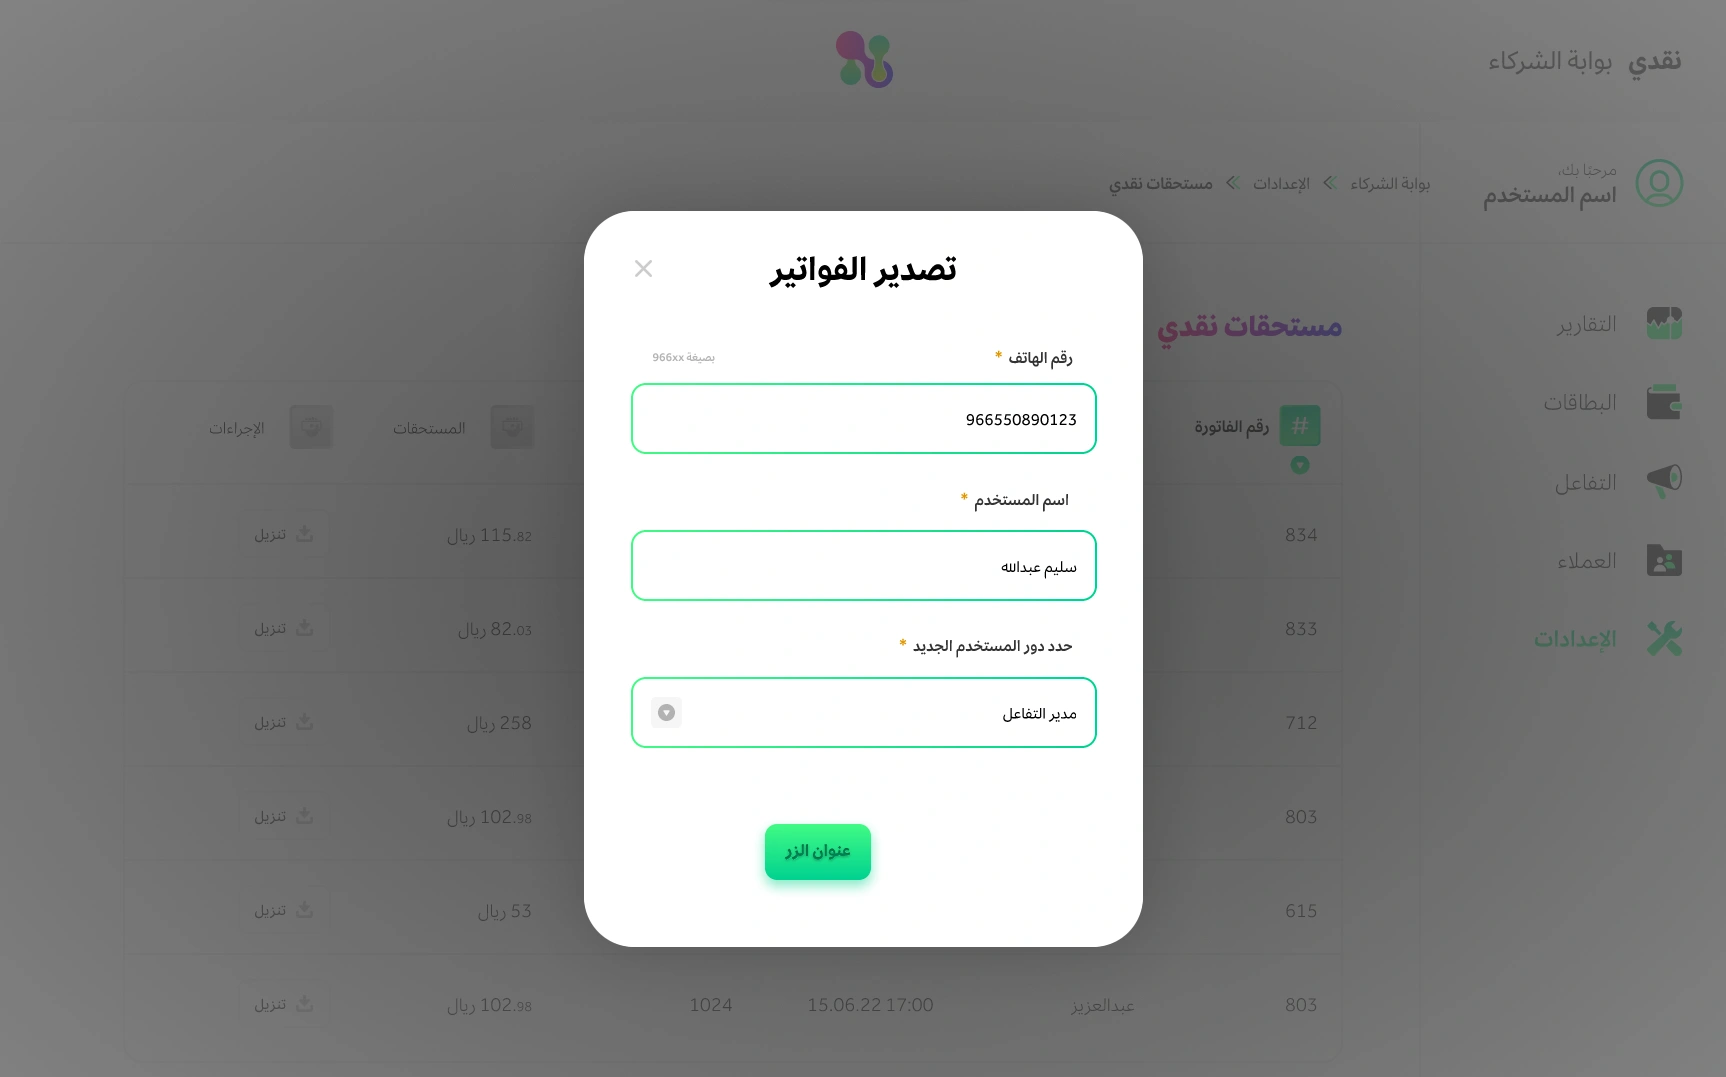 نقدي بوابة الشركاء
مرحبًا بك،
اسم المستخدم
بوابة الشركاء
الإعدادات
مستحقات نقدي
التقارير
البطاقات
التفاعل
العملاء
الإعدادات
مستحقات نقدي
# رقم الفاتورة
المستحقات
الإجراءات
834
115.82 ريال
تنزيل
833
82.03 ريال
تنزيل
712
258 ريال
تنزيل
803
102.98 ريال
تنزيل
615
53 ريال
تنزيل
803
عبدالعزيز
15.06.22 17:00
1024
102.98 ريال
تنزيل
تصدير الفواتير
رقم الهاتف *
بصيغة 966xx
966550890123
اسم المستخدم *
سليم عبدالله
حدد دور المستخدم الجديد *
مدير التفاعل
عنوان الزر